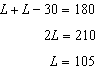 L + L − 30 = 180
2L = 210
L = 105